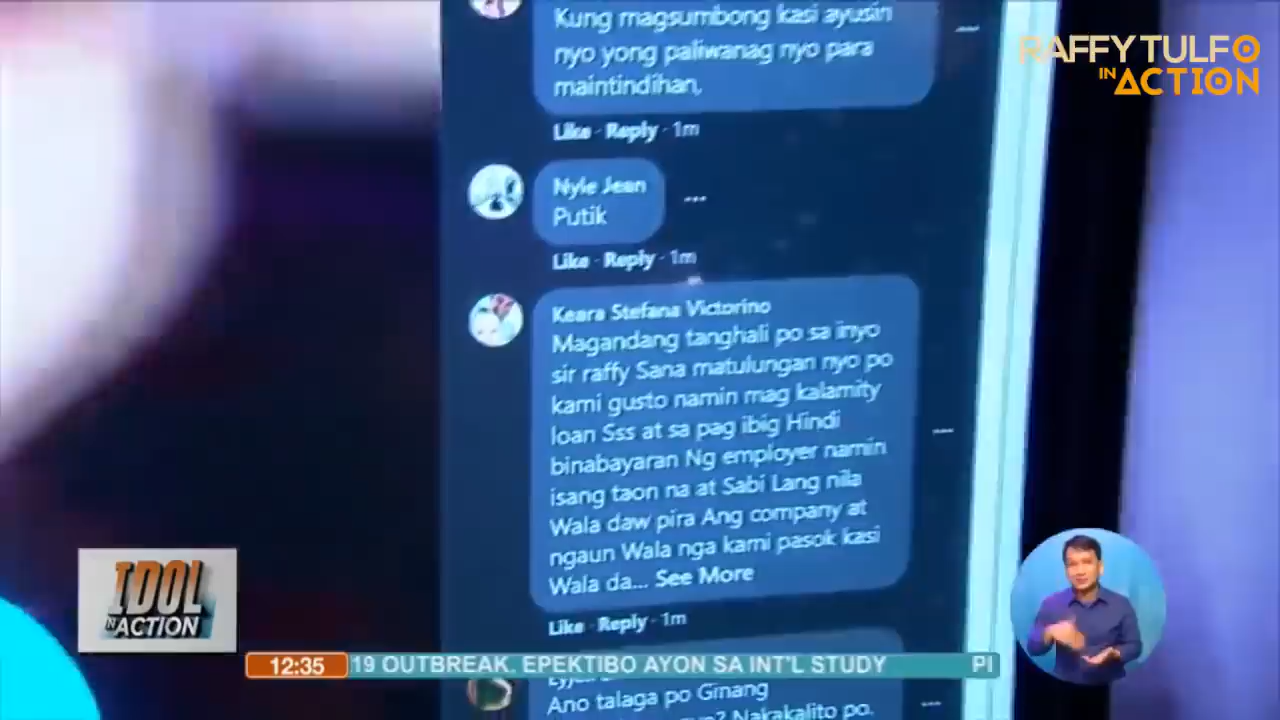 Kung magsumbong kasi ayusin
nyo yong paliwanag nyo para
maintindihan,
Like · Reply · 1m
Nyle Jean
Putik
Like · Reply · 1m
Keara Stefana Victorino
Magandang tanghali po sa inyo
sir raffy Sana matulungan nyo po
kami gusto namin mag kalamity
loan Sss at sa pag ibig Hindi
binabayaran Ng employer namin
isang taon na at Sabi Lang nila
Wala daw pira Ang company at
ngaun Wala nga kami pasok kasi
Wala da... See More
Like · Reply · 1m
Ano talaga po Ginang
Nakakalito po.
RAFFY TULFO
IN ACTION
IDOL
IN ACTION
12:35
19 OUTBREAK, EPEKTIBO AYON SA INT'L STUDY
PI